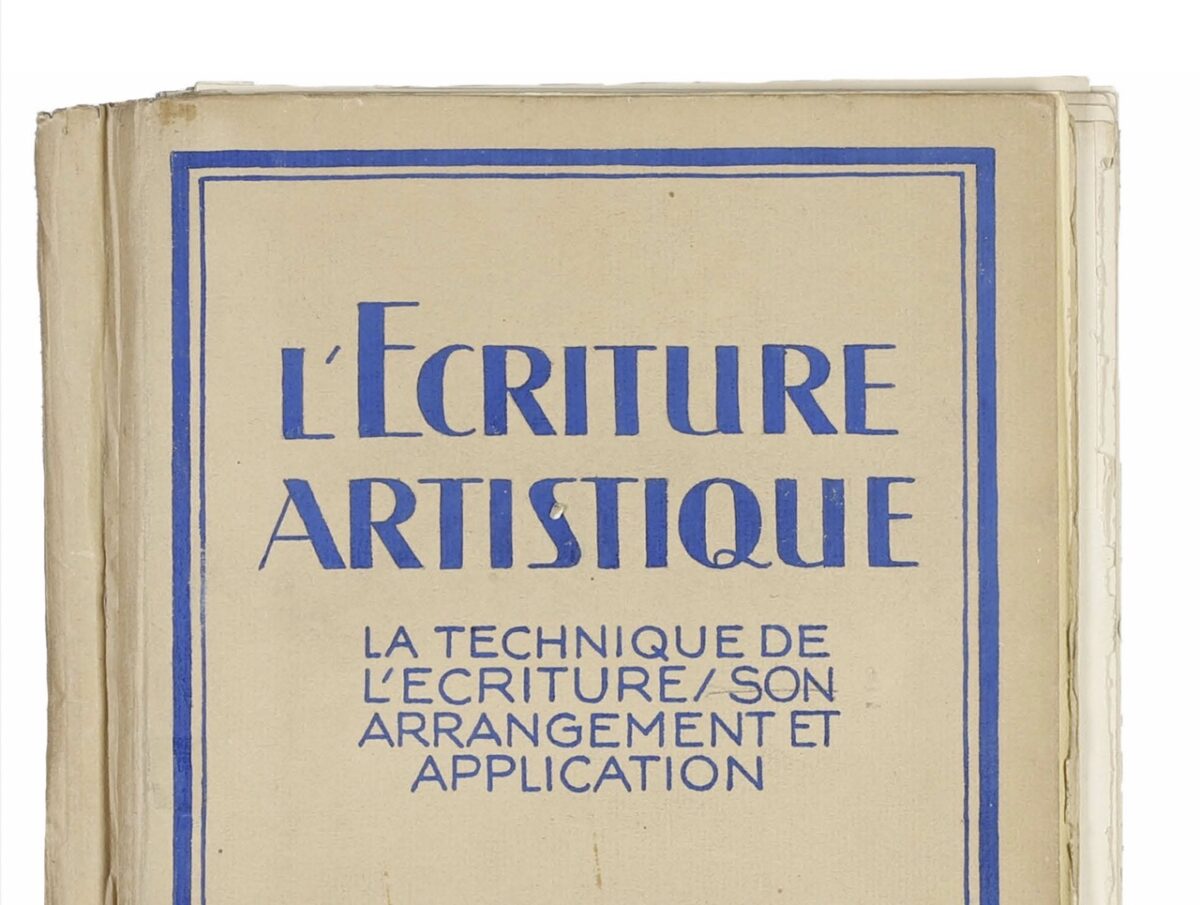 L'ECRITURE
ARTISTIQUE
LA TECHNIQUE DE
L'ECRITURE/SON
ARRANGEMENT ET
APPLICATION